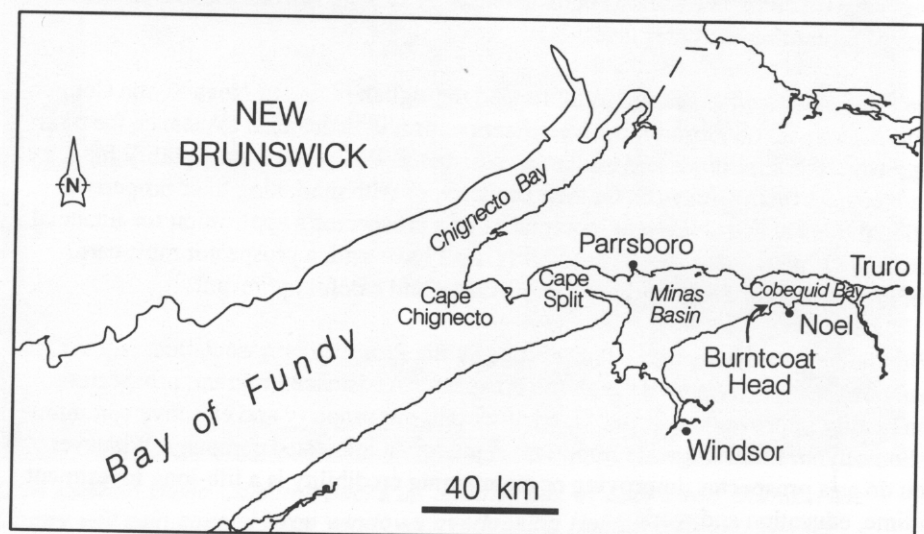 NEW
BRUNSWICK
N
Chignecto Bay
Parrsboro
Truro
Cape
Chignecto
Cape
Split
Minas
Basin
Cobequid Bay
Noel
Burntcoat
Head
Bay of Fundy
Windsor
40 km